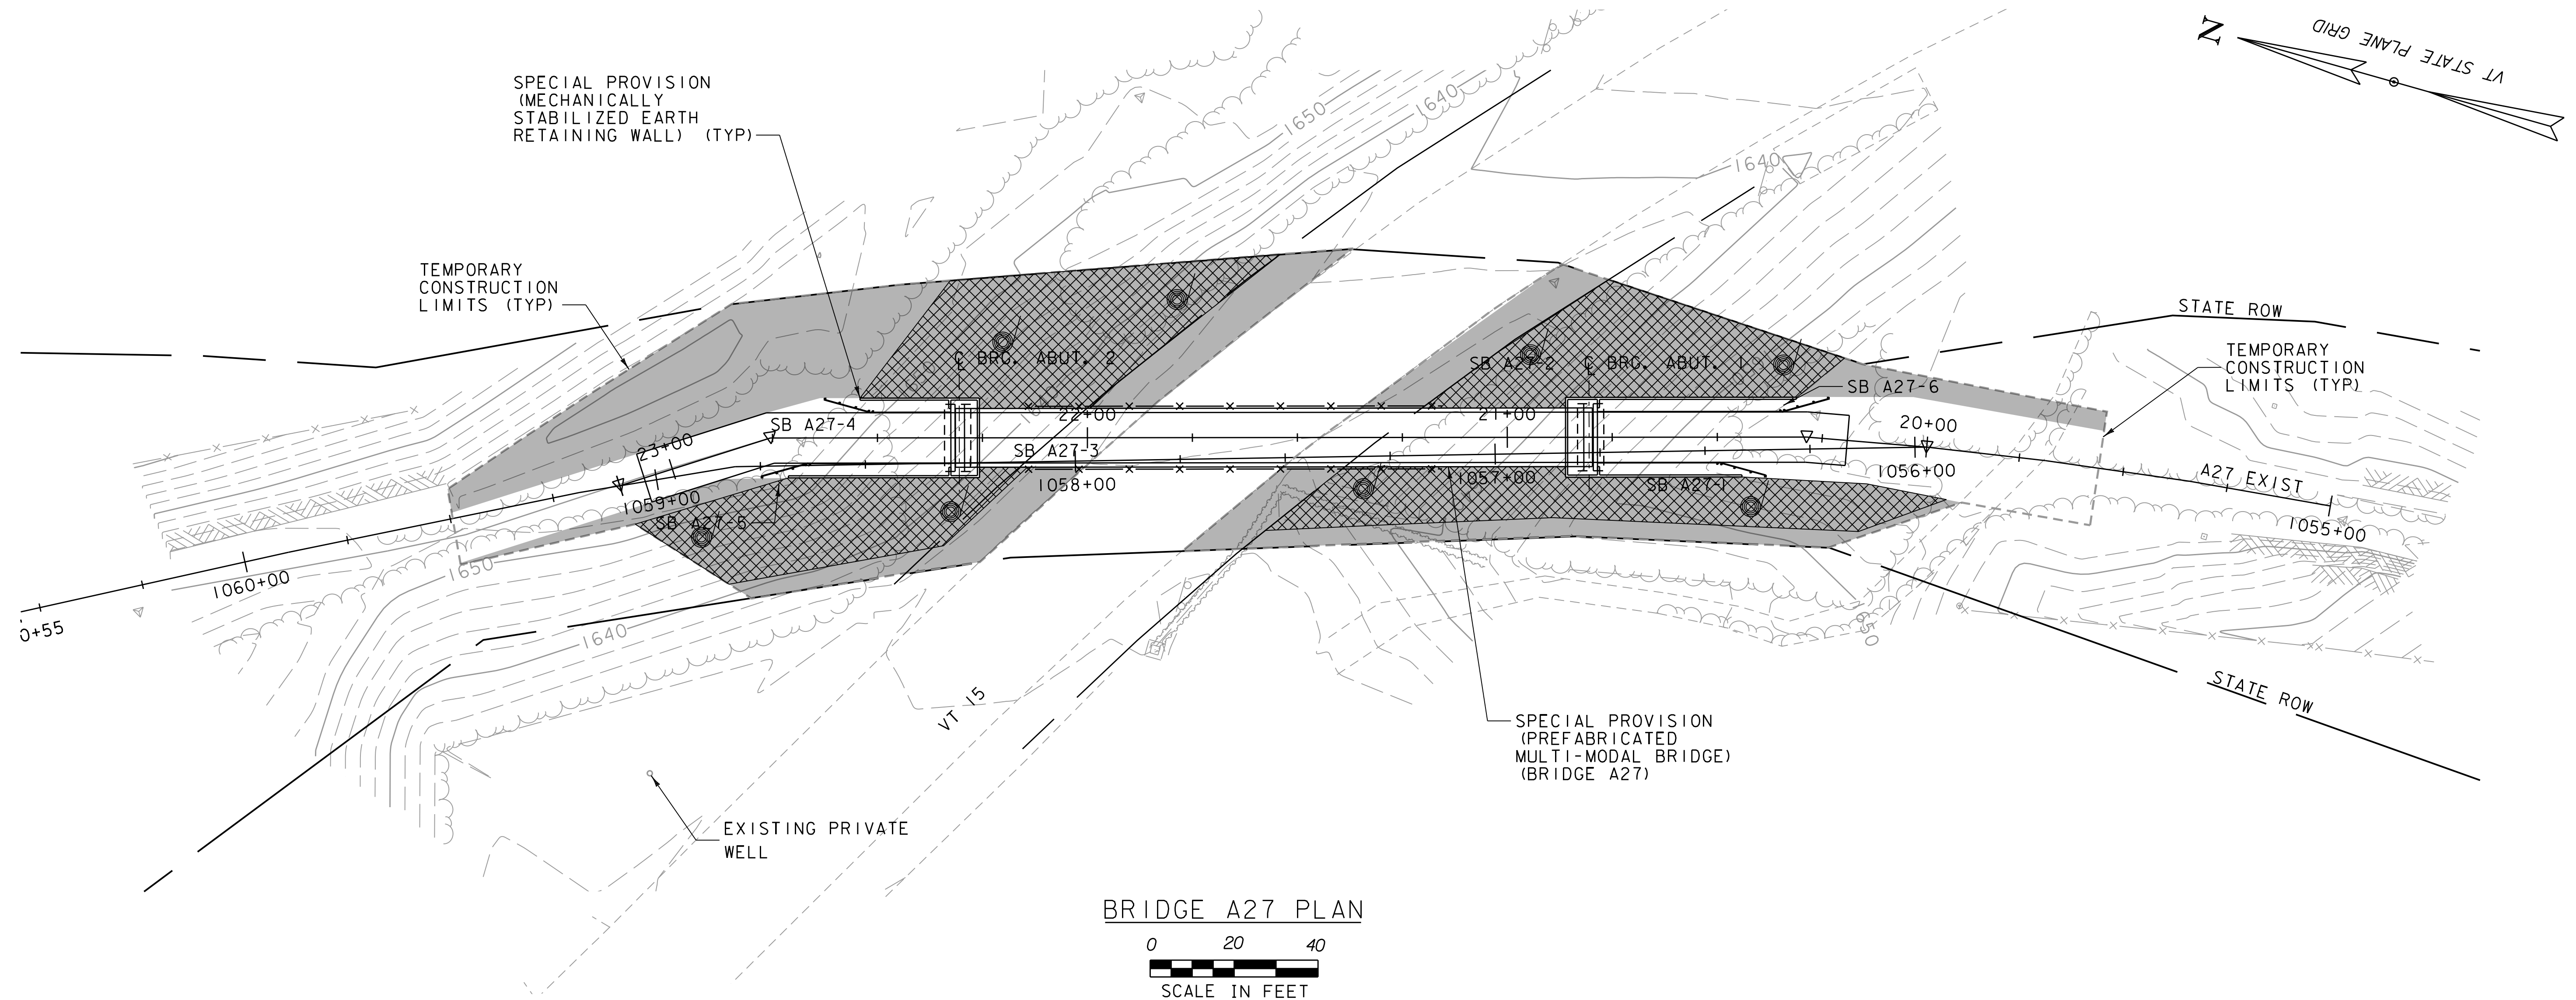 N
VT STATE PLANE GRID
SPECIAL PROVISION
(MECHANICALLY
STABILIZED EARTH
RETAINING WALL) (TYP)
1650
1640
1640
TEMPORARY
CONSTRUCTION
LIMITS (TYP)
STATE ROW
TEMPORARY
CONSTRUCTION
LIMITS (TYP)
℄ BRG. ABUT. 2
SB A27-2
℄ BRG. ABUT. 1
SB A27-6
22+00
21+00
20+00
SB A27-4
23+00
SB A27-3
1056+00
A27 EXIST
1058+00
1057+00
SB A27-1
1059+00
SB A27-5
1055+00
1650
1060+00
0+55
1640
STATE ROW
VT 15
SPECIAL PROVISION
(PREFABRICATED
MULTI-MODAL BRIDGE)
(BRIDGE A27)
EXISTING PRIVATE
WELL
BRIDGE A27 PLAN
0 20 40
SCALE IN FEET